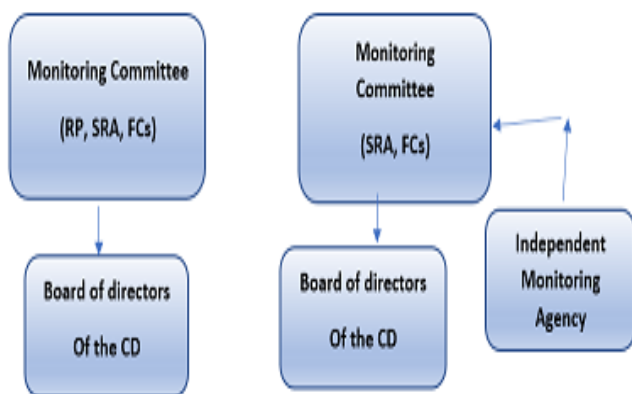 Monitoring Committee
(RP, SRA, FCs)
Board of directors
Of the CD
Monitoring
Committee
(SRA, FCs)
Board of directors
Of the CD
Independent
Monitoring
Agency